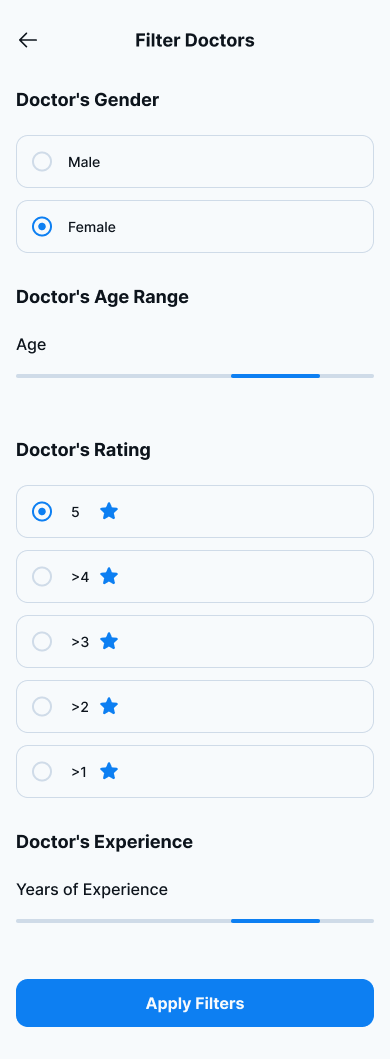 Filter Doctors
Doctor's Gender
Male
Female
Doctor's Age Range
Age
Doctor's Rating
5
>4
>3
>2
>1
Doctor's Experience
Years of Experience
Apply Filters